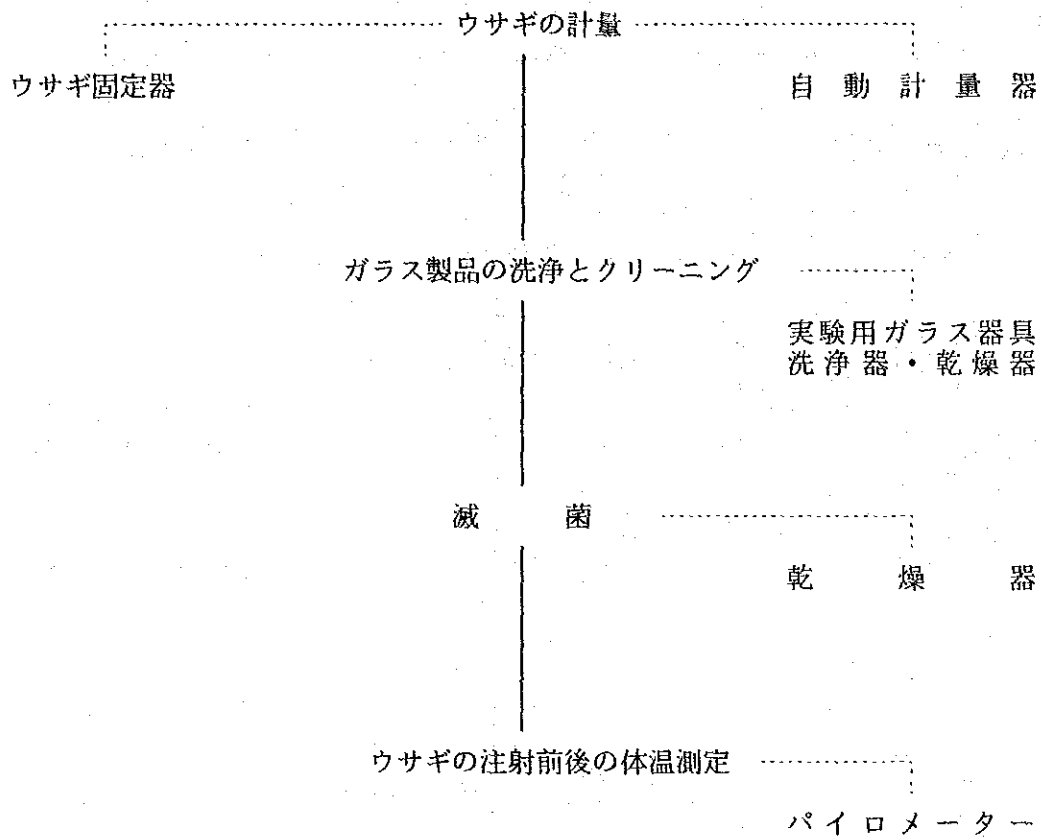 ウサギの計量
ウサギ固定器
自動計量器
ガラス製品の洗浄とクリーニング
実験用ガラス器具
洗浄器・乾燥器
滅菌
乾燥器
ウサギの注射前後の体温測定
パイロメーター